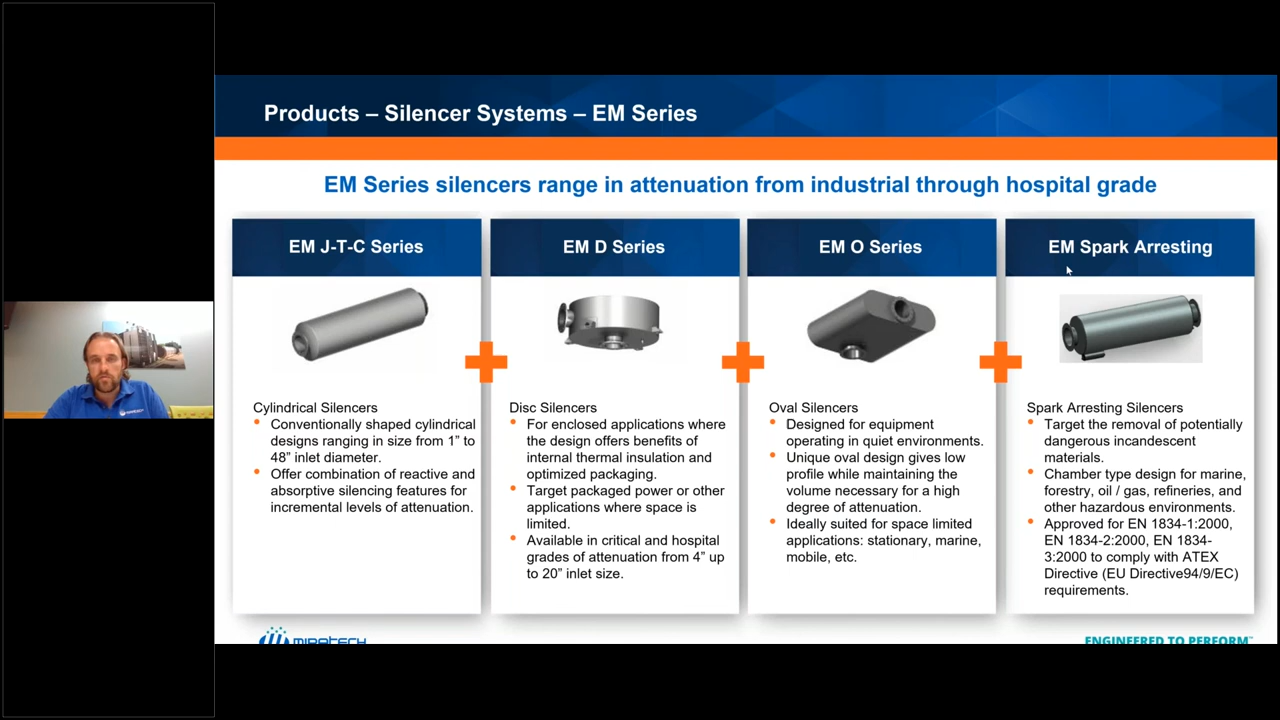 Products – Silencer Systems – EM Series
EM Series silencers range in attenuation from industrial through hospital grade
EM J-T-C Series
Cylindrical Silencers
• Conventionally shaped cylindrical
designs ranging in size from 1” to
48” inlet diameter.
• Offer combination of reactive and
absorptive silencing features for
incremental levels of attenuation.
EM D Series
Disc Silencers
• For enclosed applications where
the design offers benefits of
internal thermal insulation and
optimized packaging.
• Target packaged power or other
applications where space is
limited.
• Available in critical and hospital
grades of attenuation from 4” up
to 20” inlet size.
EM O Series
Oval Silencers
• Designed for equipment
operating in quiet environments.
• Unique oval design gives low
profile while maintaining the
volume necessary for a high
degree of attenuation.
• Ideally suited for space limited
applications: stationary, marine,
mobile, etc.
EM Spark Arresting
Spark Arresting Silencers
• Target the removal of potentially
dangerous incandescent
materials.
• Chamber type design for marine,
forestry, oil / gas, refineries, and
other hazardous environments.
• Approved for EN 1834-1:2000,
EN 1834-2:2000, EN 1834-
3:2000 to comply with ATEX
Directive (EU Directive94/9/EC)
requirements.
MIRATECH
ENGINEERED TO PERFORM™